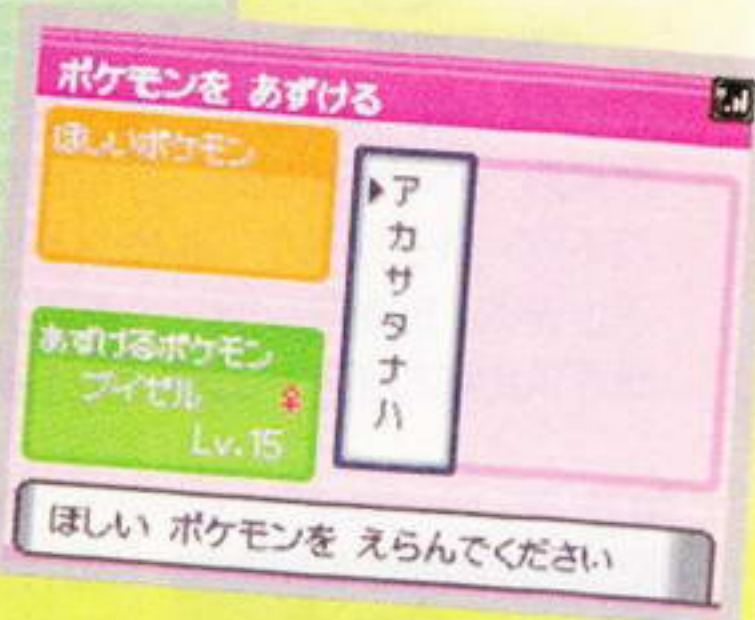 ポケモンを あずける
ほしいポケモン
▶ア
カ
サ
タ
ナ
ハ
あずけるポケモン
ブイゼル ♀
Lv.15
ほしい ポケモンを えらんでください